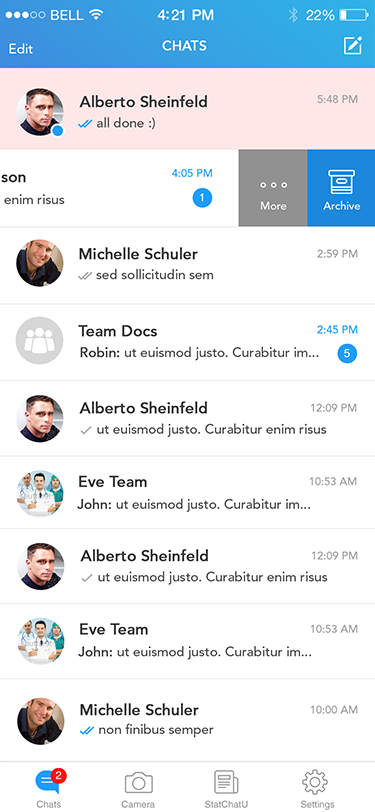 BELL 4:21 PM 22%
Edit CHATS
Alberto Sheinfeld 5:48 PM
all done :)
son 4:05 PM
enim risus 1
More Archive
Michelle Schuler 2:59 PM
sed sollicitudin sem
Team Docs 2:45 PM
Robin: ut euismod justo. Curabitur im... 5
Alberto Sheinfeld 12:09 PM
ut euismod justo. Curabitur enim risus
Eve Team 10:53 AM
John: ut euismod justo. Curabitur im...
Alberto Sheinfeld 12:09 PM
ut euismod justo. Curabitur enim risus
Eve Team 10:53 AM
John: ut euismod justo. Curabitur im...
Michelle Schuler 10:00 AM
non finibus semper
2
Chats Camera StatChatU Settings